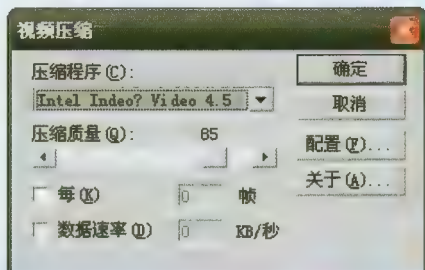 视频压缩
压缩程序(C):
Intel Indeo? Video 4.5
压缩质量(Q): 85
每(K) 0 帧
数据速率(D) 0 KB/秒
确定
取消
配置(F)...
关于(A)...